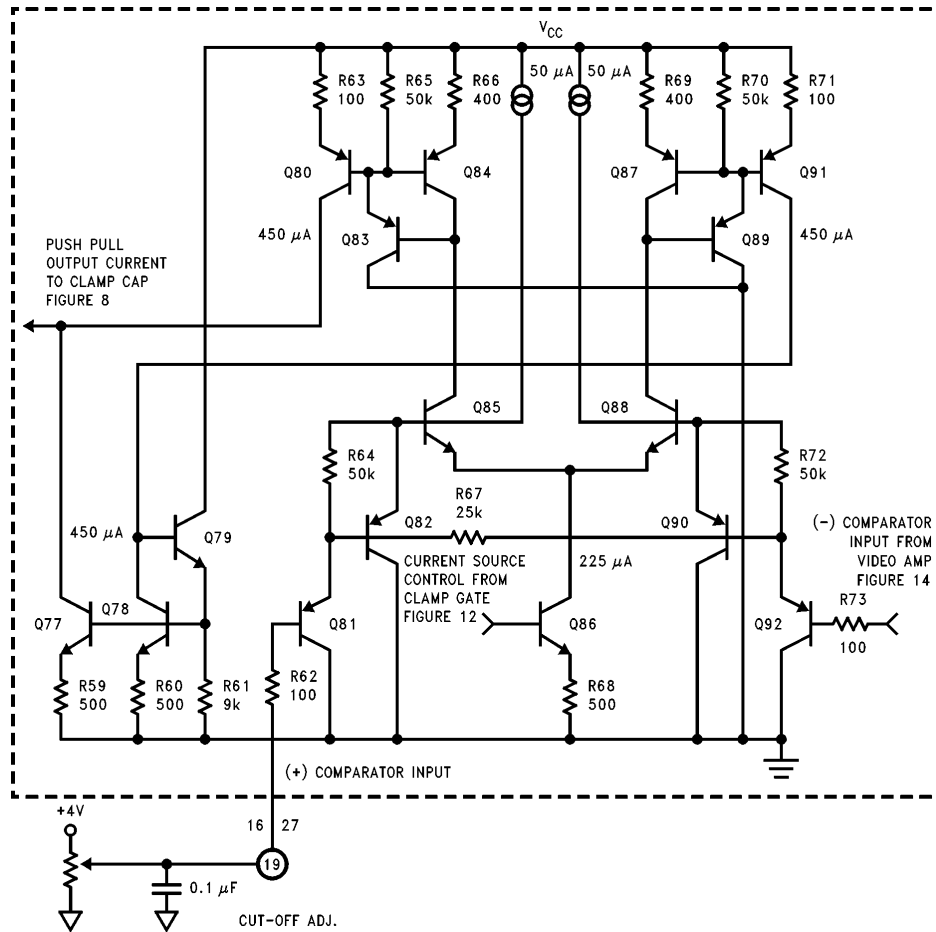 VCC
50 µA
50 µA
R63
100
R65
50k
R66
400
R69
400
R70
50k
R71
100
Q80
Q84
Q87
Q91
450 µA
Q83
Q89
450 µA
PUSH PULL
OUTPUT CURRENT
TO CLAMP CAP
FIGURE 8
Q85
Q88
R64
50k
R72
50k
R67
25k
Q82
Q90
450 µA
Q79
CURRENT SOURCE
CONTROL FROM
CLAMP GATE
FIGURE 12
225 µA
(-) COMPARATOR
INPUT FROM
VIDEO AMP
FIGURE 14
R73
100
Q77
Q78
Q81
Q86
Q92
R59
500
R60
500
R61
9k
R62
100
R68
500
(+) COMPARATOR INPUT
+4V
16
27
19
0.1 µF
CUT-OFF ADJ.